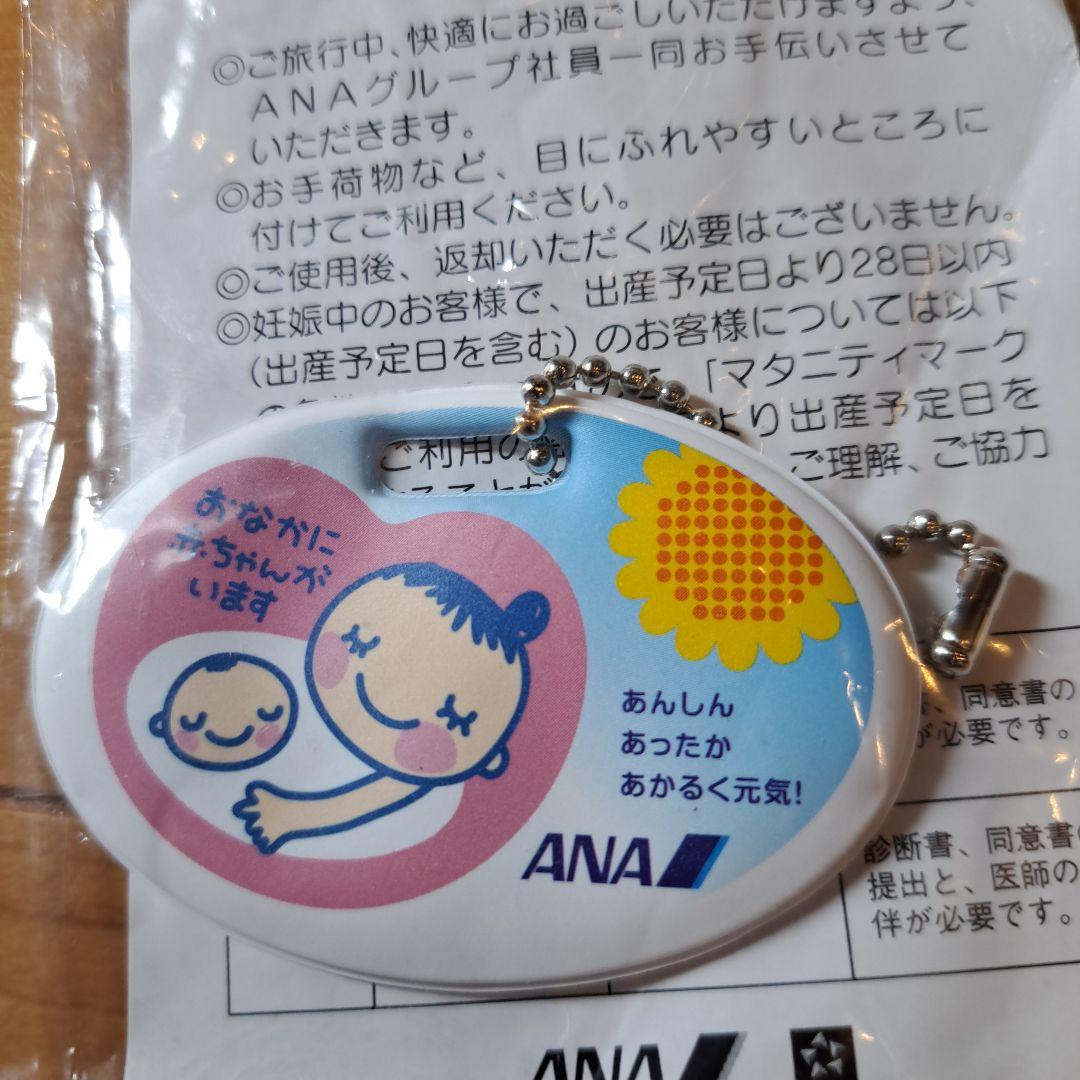 ◎ご旅行中、快適にお過ごしいただけますよう、
ANAグループ社員一同お手伝いさせて
いただきます。
◎お手荷物など、目にふれやすいところに
付けてご利用ください。
◎ご使用後、返却いただく必要はございません。
◎妊娠中のお客様で、出産予定日より28日以内
(出産予定日を含む)のお客様については以下
「マタニティマーク
より出産予定日を
ご利用の
ご理解、ご協力
おなかに
赤ちゃんが
います
あんしん
あったか
あかるく元気!
ANA
同意書の
が必要です。
診断書、同意書の
提出と、医師の
伴が必要です。
ANA